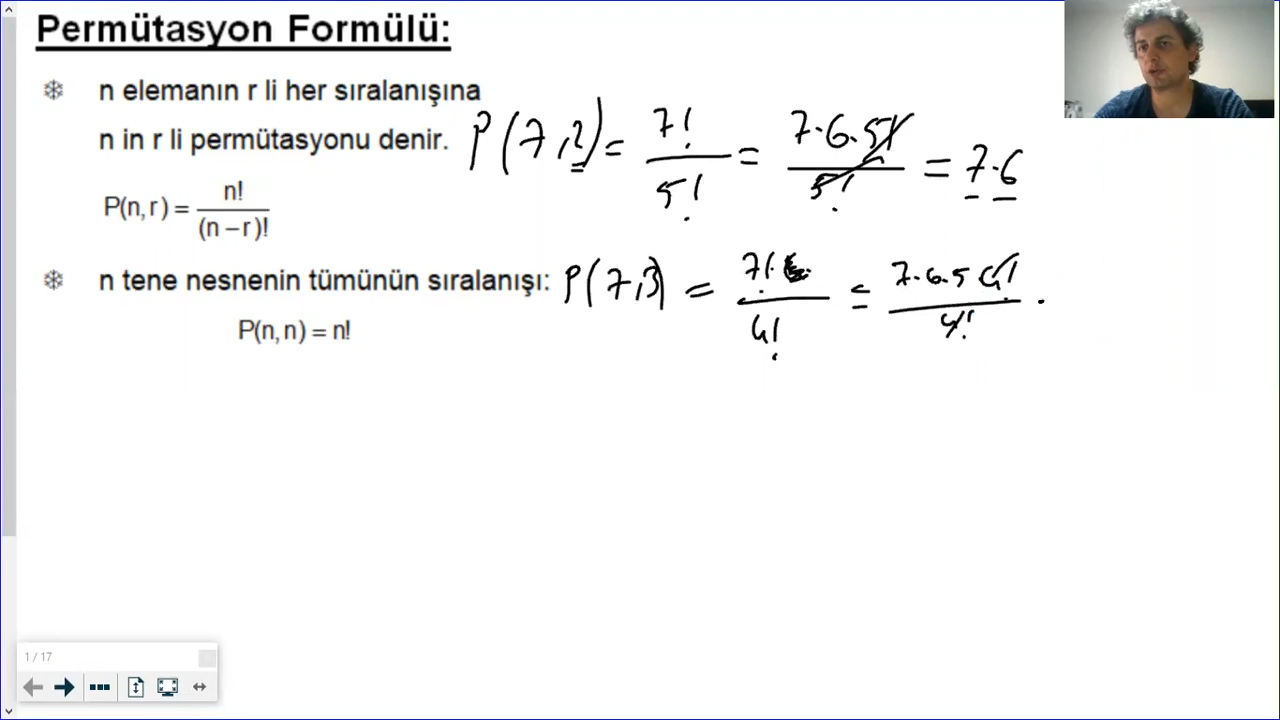 Permütasyon Formülü:
n elemanın r li her sıralanışına
n in r li permütasyonu denir.
P(7,2) = 7!/5! = 7·6·5!/5! = 7·6
P(n,r) = n!/(n–r)!
n tene nesnenin tümünün sıralanışı:
P(7,3) = 7!/4! = 7·6·5 4!/4! ·
P(n,n) = n!
1 / 17